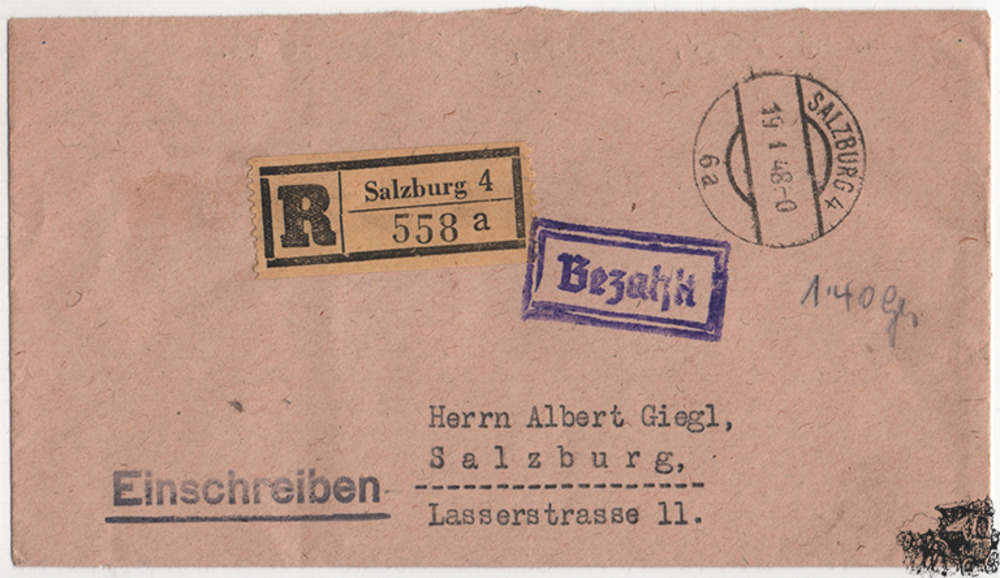 SALZBURG 4
19 1 48-0
6a
R
Salzburg 4
558 a
Bezahlt
1·40 
Herrn Albert Giegl,
Salzburg,
Einschreiben
Lasserstrasse 11.